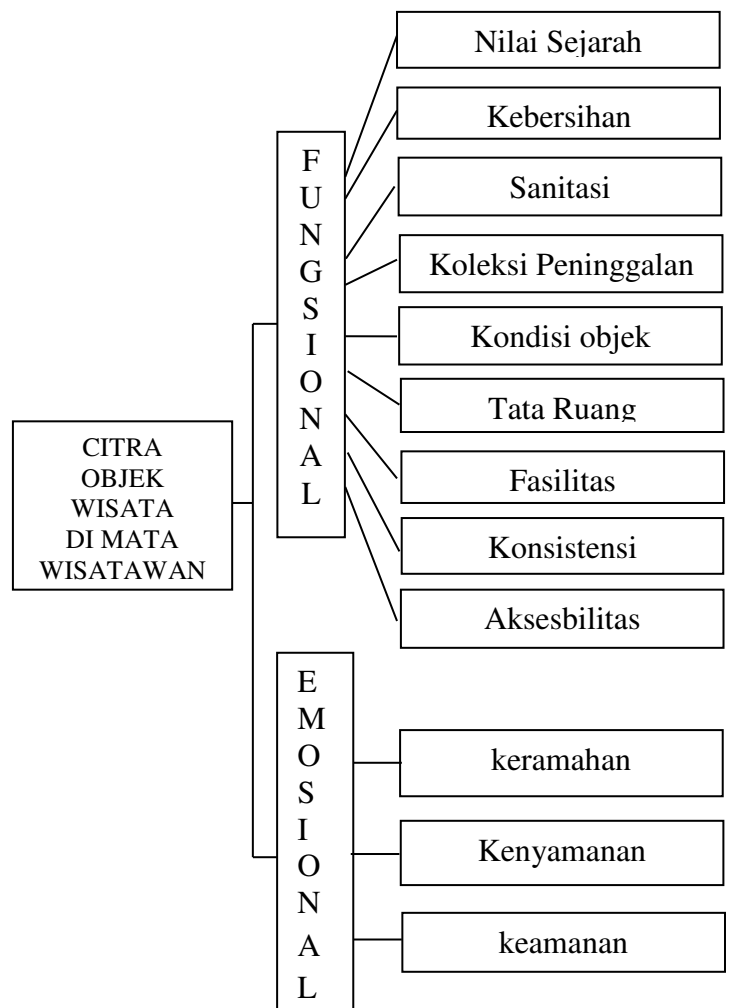 CITRA
OBJEK
WISATA
DI MATA
WISATAWAN
F
U
N
G
S
I
O
N
A
L
Nilai Sejarah
Kebersihan
Sanitasi
Koleksi Peninggalan
Kondisi objek
Tata Ruang
Fasilitas
Konsistensi
Aksesbilitas
E
M
O
S
I
O
N
A
L
keramahan
Kenyamanan
keamanan